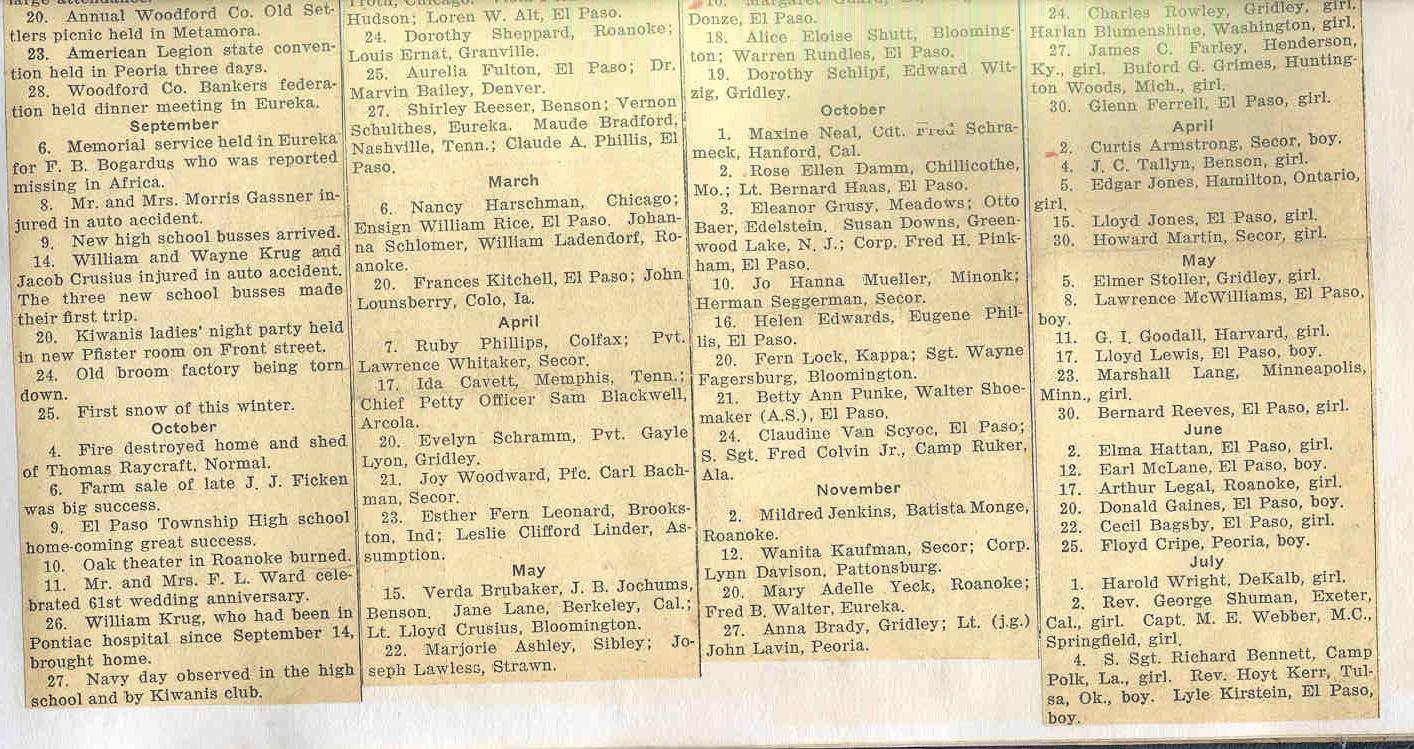 20. Annual Woodford Co. Old Set-
tlers picnic held in Metamora.
23. American Legion state conven-
tion held in Peoria three days.
28. Woodford Co. Bankers federa-
tion held dinner meeting in Eureka.
September
6. Memorial service held in Eureka
for F. B. Bogardus who was reported
missing in Africa.
8. Mr. and Mrs. Morris Gassner in-
jured in auto accident.
9. New high school busses arrived.
14. William and Wayne Krug and
Jacob Crusius injured in auto accident.
The three new school busses made
their first trip.
20. Kiwanis ladies' night party held
in new Pfister room on Front street.
24. Old broom factory being torn
down.
25. First snow of this winter.
October
4. Fire destroyed home and shed
of Thomas Raycraft, Normal.
6. Farm sale of late J. J. Ficken
was big success.
9. El Paso Township High school
home-coming great success.
10. Oak theater in Roanoke burned.
11. Mr. and Mrs. F. L. Ward cele-
brated 61st wedding anniversary.
26. William Krug, who had been in
Pontiac hospital since September 14,
brought home.
27. Navy day observed in the high
school and by Kiwanis club.
Hudson; Loren W. Alt, El Paso.
24. Dorothy Sheppard, Roanoke;
Louis Ernat, Granville.
25. Aurelia Fulton, El Paso; Dr.
Marvin Bailey, Denver.
27. Shirley Reeser, Benson; Vernon
Schulthes, Eureka. Maude Bradford,
Nashville, Tenn.; Claude A. Phillis, El
Paso.
March
6. Nancy Harschman, Chicago;
Ensign William Rice, El Paso. Johan-
na Schlomer, William Ladendorf, Ro-
anoke.
20. Frances Kitchell, El Paso; John
Lounsberry, Colo, Ia.
April
7. Ruby Phillips, Colfax; Pvt.
Lawrence Whitaker, Secor.
17. Ida Cavett, Memphis, Tenn.;
Chief Petty Officer Sam Blackwell,
Arcola.
20. Evelyn Schramm, Pvt. Gayle
Lyon, Gridley.
21. Joy Woodward, Pfc. Carl Bach-
man, Secor.
23. Esther Fern Leonard, Brooks-
ton, Ind; Leslie Clifford Linder, As-
sumption.
May
15. Verda Brubaker, J. B. Jochums,
Benson. Jane Lane, Berkeley, Cal.;
Lt. Lloyd Crusius, Bloomington.
22. Marjorie Ashley, Sibley; Jo-
seph Lawless, Strawn.
Donze, El Paso.
18. Alice Eloise Shutt, Blooming-
ton; Warren Rundles, El Paso.
19. Dorothy Schlipf, Edward Wit-
zig, Gridley.
October
1. Maxine Neal, Cdt. Fred Schra-
meck, Hanford, Cal.
2. Rose Ellen Damm, Chillicothe,
Mo.; Lt. Bernard Haas, El Paso.
3. Eleanor Grusy, Meadows; Otto
Baer, Edelstein. Susan Downs, Green-
wood Lake, N. J.; Corp. Fred H. Pink-
ham, El Paso.
10. Jo Hanna Mueller, Minonk;
Herman Seggerman, Secor.
16. Helen Edwards, Eugene Phil-
lis, El Paso.
20. Fern Lock, Kappa; Sgt. Wayne
Fagersburg, Bloomington.
21. Betty Ann Punke, Walter Shoe-
maker (A.S.), El Paso.
24. Claudine Van Scyoc, El Paso;
S. Sgt. Fred Colvin Jr., Camp Ruker,
Ala.
November
2. Mildred Jenkins, Batista Monge,
Roanoke.
12. Wanita Kaufman, Secor; Corp.
Lynn Davison, Pattonsburg.
20. Mary Adelle Yeck, Roanoke;
Fred B. Walter, Eureka.
27. Anna Brady, Gridley; Lt. (j.g.)
John Lavin, Peoria.
24. Charles Rowley, Gridley, girl.
Harlan Blumenshine, Washington, girl.
27. James C. Farley, Henderson,
Ky., girl. Buford G. Grimes, Hunting-
ton Woods, Mich., girl.
30. Glenn Ferrell, El Paso, girl.
April
2. Curtis Armstrong, Secor, boy.
4. J. C. Tallyn, Benson, girl.
5. Edgar Jones, Hamilton, Ontario,
girl.
15. Lloyd Jones, El Paso, girl.
30. Howard Martin, Secor, girl.
May
5. Elmer Stoller, Gridley, girl.
8. Lawrence McWilliams, El Paso,
boy.
11. G. I. Goodall, Harvard, girl.
17. Lloyd Lewis, El Paso, boy.
23. Marshall Lang, Minneapolis,
Minn., girl.
30. Bernard Reeves, El Paso, girl.
June
2. Elma Hattan, El Paso, girl.
12. Earl McLane, El Paso, boy.
17. Arthur Legal, Roanoke, girl.
20. Donald Gaines, El Paso, boy.
22. Cecil Bagsby, El Paso, girl.
25. Floyd Cripe, Peoria, boy.
July
1. Harold Wright, DeKalb, girl.
2. Rev. George Shuman, Exeter,
Cal., girl. Capt. M. E. Webber, M.C.,
Springfield, girl.
4. S. Sgt. Richard Bennett, Camp
Polk, La., girl. Rev. Hoyt Kerr, Tul-
sa, Ok., boy. Lyle Kirstein, El Paso,
boy.